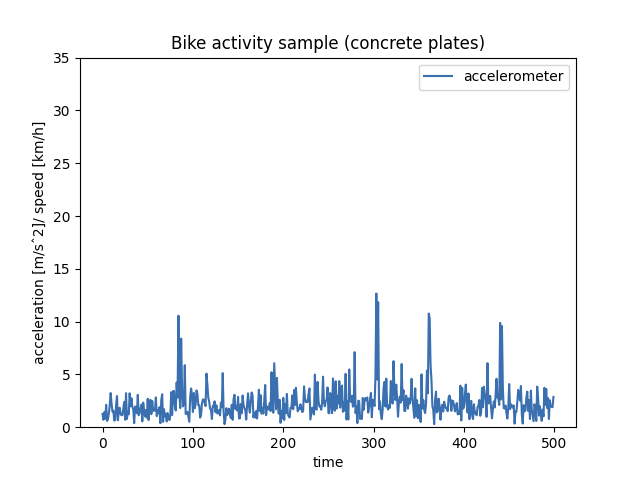 Bike activity sample (concrete plates)
accelerometer
acceleration [m/sˆ2]/ speed [km/h]
35
30
25
20
15
10
5
0
0 100 200 300 400 500
time